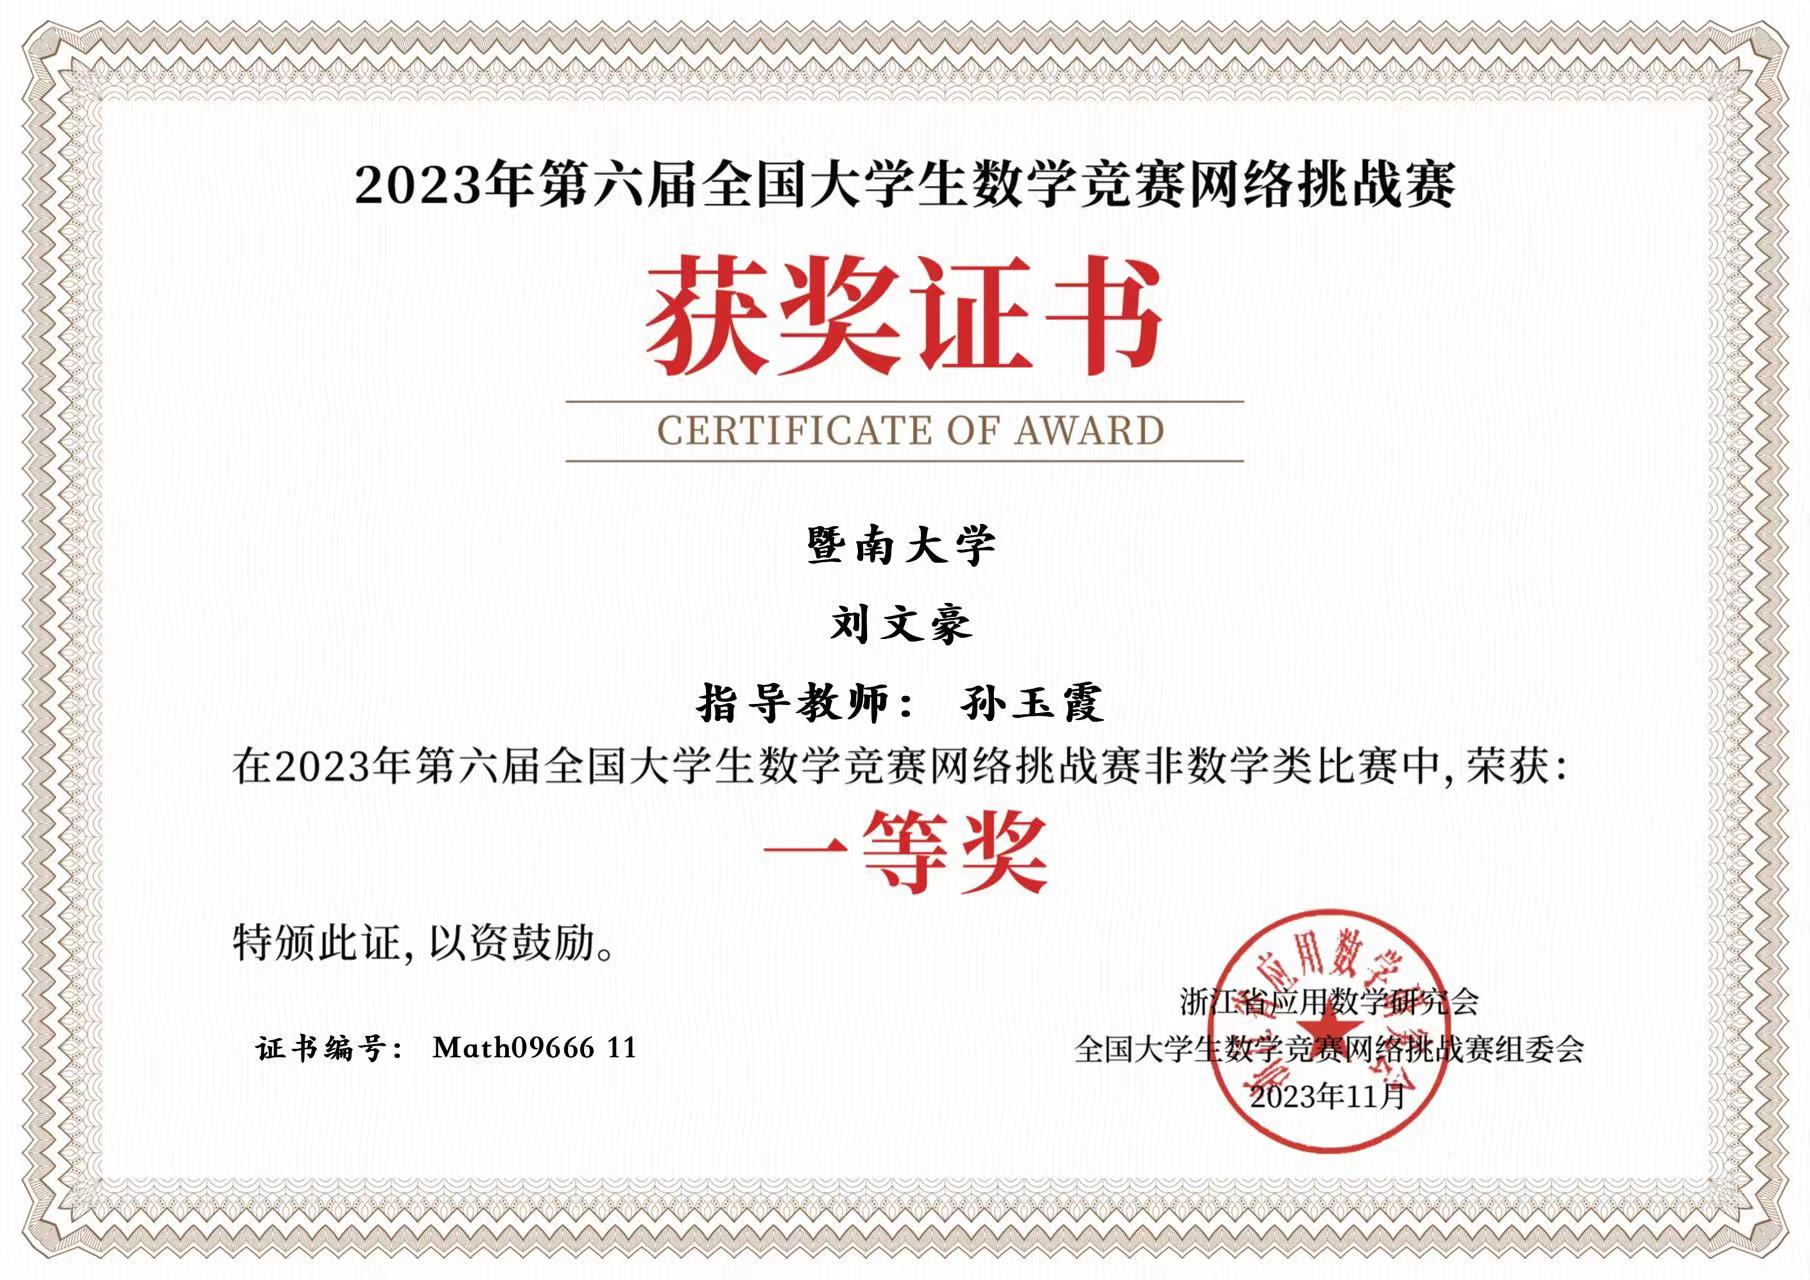 2023年第六届全国大学生数学竞赛网络挑战赛
获奖证书
CERTIFICATE OF AWARD
暨南大学
刘文豪
指导教师： 孙玉霞
在2023年第六届全国大学生数学竞赛网络挑战赛非数学类比赛中，荣获：
一等奖
特颁此证，以资鼓励。
证书编号： Math09666 11
浙江省应用数学研究会
浙江省应用数学研究会
全国大学生数学竞赛网络挑战赛组委会
2023年11月